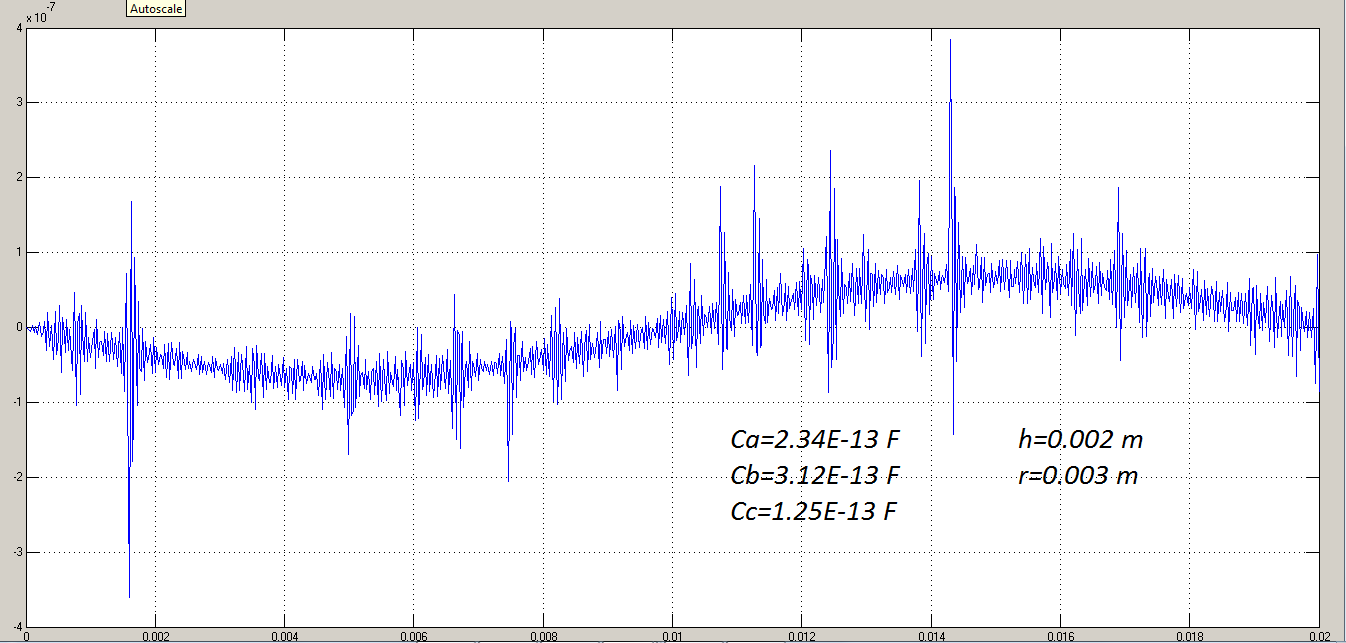 Autoscale
x 10^-7
4
3
2
1
0
-1
-2
-3
-4
Ca=2.34E-13 F
Cb=3.12E-13 F
Cc=1.25E-13 F
h=0.002 m
r=0.003 m
0 0.002 0.004 0.006 0.008 0.01 0.012 0.014 0.016 0.018 0.02